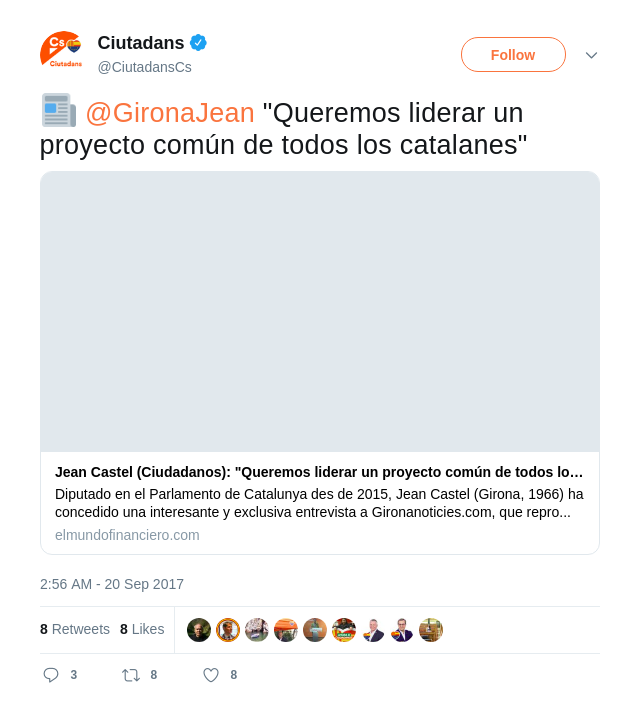 Cs
Ciutadans
Ciutadans
@CiutadansCs
Follow
@GironaJean "Queremos liderar un
proyecto común de todos los catalanes"
Jean Castel (Ciudadanos): "Queremos liderar un proyecto común de todos lo…
Diputado en el Parlamento de Catalunya des de 2015, Jean Castel (Girona, 1966) ha
concedido una interesante y exclusiva entrevista a Gironanoticies.com, que repro...
elmundofinanciero.com
2:56 AM - 20 Sep 2017
8 Retweets 8 Likes
3 8 8